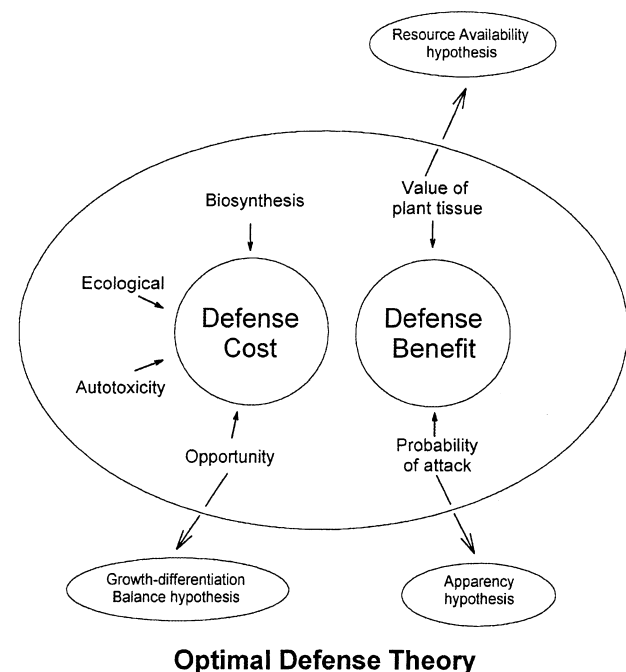 Resource Availability
hypothesis
Value of
plant tissue
Biosynthesis
Ecological
Defense
Cost
Defense
Benefit
Autotoxicity
Opportunity
Probability
of attack
Growth-differentiation
Balance hypothesis
Apparency
hypothesis
Optimal Defense Theory